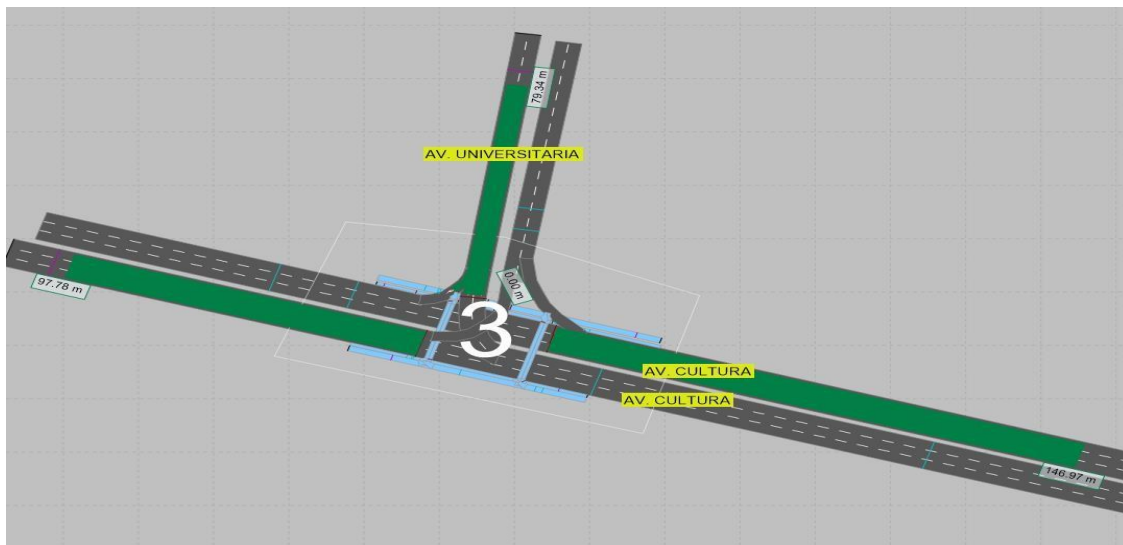 79.34 m
AV. UNIVERSITARIA
97.78 m
0.00 m
3
AV. CULTURA
AV. CULTURA
146.97 m